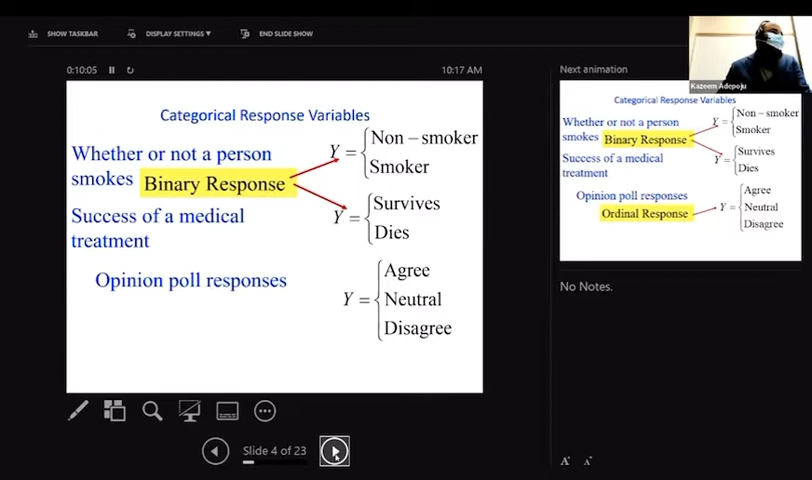 SHOW TASKBAR
DISPLAY SETTINGS ▼
END SLIDE SHOW
Kazeem Adepoju
0:10:05
10:17 AM
Categorical Response Variables
Whether or not a person
smokes
Binary Response
Y =
Non – smoker
Smoker
Success of a medical
treatment
Y =
Survives
Dies
Opinion poll responses
Y =
Agree
Neutral
Disagree
Slide 4 of 23
Next animation
Categorical Response Variables
Whether or not a person
smokes
Binary Response
Y =
Non – smoker
Smoker
Success of a medical
treatment
Y =
Survives
Dies
Opinion poll responses
Ordinal Response
Y =
Agree
Neutral
Disagree
No Notes.
A A